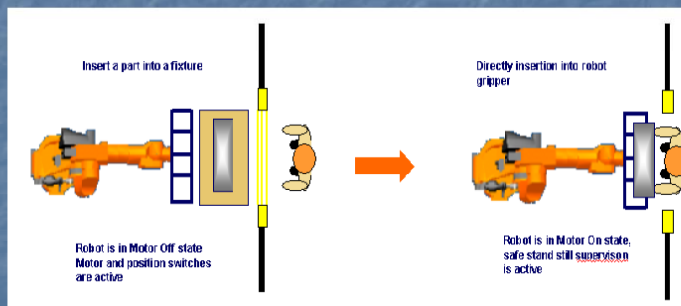 Insert a part into a fixture
Robot is in Motor Off state
Motor and position switches
are active
Directly insertion into robot
gripper
Robot is in Motor On state,
safe stand still supervison
is active